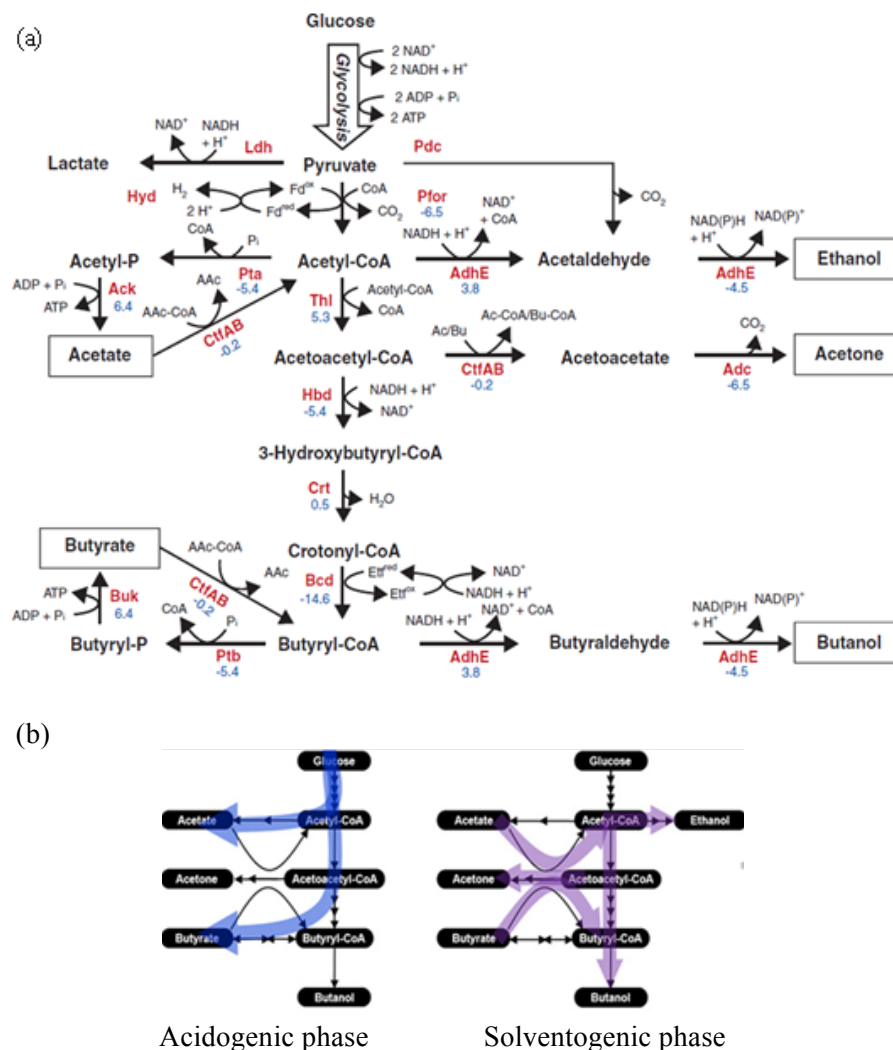 (a)
Glucose
Glycolysis
2 NAD⁺
2 NADH + H⁺
2 ADP + Pᵢ
2 ATP
NAD⁺
NADH + H⁺
Ldh
Pdc
Lactate
Pyruvate
Hyd
H₂
2 H⁺
Fdᵒˣ
Fdʳᵉᵈ
CoA
CO₂
Pfor
-6.5
NAD⁺ + CoA
NADH + H⁺
CO₂
NAD(P)H + H⁺
NAD(P)⁺
CoA
Pᵢ
Acetyl-P
Pta
-5.4
Acetyl-CoA
AdhE
3.8
Acetaldehyde
AdhE
-4.5
Ethanol
ADP + Pᵢ
ATP
Ack
6.4
AAc
AAc-CoA
CtfAB
-0.2
Thl
5.3
Acetyl-CoA
CoA
Acetate
Ac/Bu
Ac-CoA/Bu-CoA
CO₂
Acetoacetyl-CoA
CtfAB
-0.2
Acetoacetate
Adc
-6.5
Acetone
Hbd
-5.4
NADH + H⁺
NAD⁺
3-Hydroxybutyryl-CoA
Crt
0.5
H₂O
Butyrate
AAc-CoA
AAc
CtfAB
-0.2
Crotonyl-CoA
Bcd
-14.6
Etfʳᵉᵈ
Etfᵒˣ
NAD⁺
NADH + H⁺
ATP
ADP + Pᵢ
Buk
6.4
CoA
Pᵢ
NADH + H⁺
NAD⁺ + CoA
NAD(P)H + H⁺
NAD(P)⁺
Butyryl-P
Ptb
-5.4
Butyryl-CoA
AdhE
3.8
Butyraldehyde
AdhE
-4.5
Butanol
(b)
Glucose
Acetate
Acetyl-CoA
Acetone
Acetoacetyl-CoA
Butyrate
Butyryl-CoA
Butanol
Acidogenic phase
Glucose
Acetate
Acetyl-CoA
Ethanol
Acetone
Acetoacetyl-CoA
Butyrate
Butyryl-CoA
Butanol
Solventogenic phase